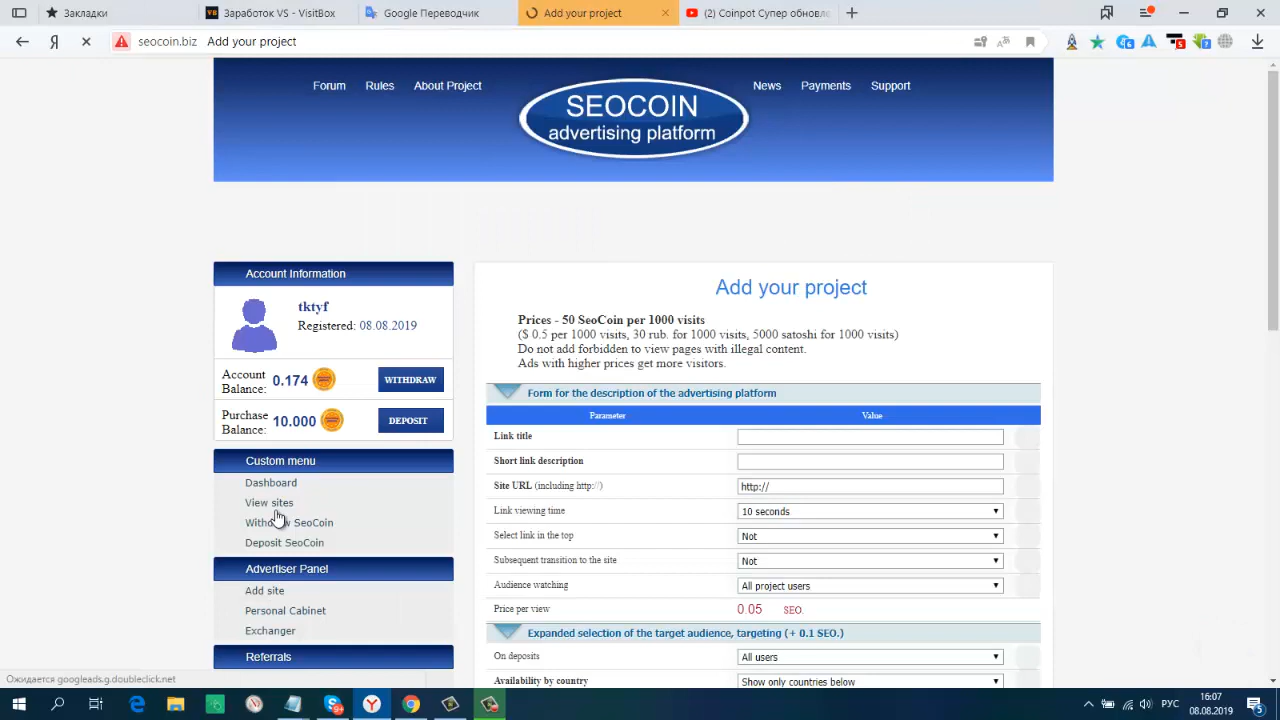 Закладки
VB Заработок VS - VisitBox
Google Переводчик
Add your project
(2) Coinpot Супер обновле
Я
seocoin.biz Add your project
Forum Rules About Project
SEOCOIN
advertising platform
News Payments Support
Account Information
tktyf
Registered: 08.08.2019
Account
Balance: 0.174 WITHDRAW
Purchase
Balance: 10.000 DEPOSIT
Custom menu
Dashboard
View sites
Withdraw SeoCoin
Deposit SeoCoin
Advertiser Panel
Add site
Personal Cabinet
Exchanger
Referrals
Add your project
Prices - 50 SeoCoin per 1000 visits
($ 0.5 per 1000 visits, 30 rub. for 1000 visits, 5000 satoshi for 1000 visits)
Do not add forbidden to view pages with illegal content.
Ads with higher prices get more visitors.
Form for the description of the advertising platform
Parameter Value
Link title
Short link description
Site URL (including http://) http://
Link viewing time 10 seconds
Select link in the top Not
Subsequent transition to the site Not
Audience watching All project users
Price per view 0.05 SEO.
Expanded selection of the target audience, targeting (+ 0.1 SEO.)
On deposits All users
Availability by country Show only countries below
Ожидается googleads.g.doubleclick.net
РУС
16:07
08.08.2019
5